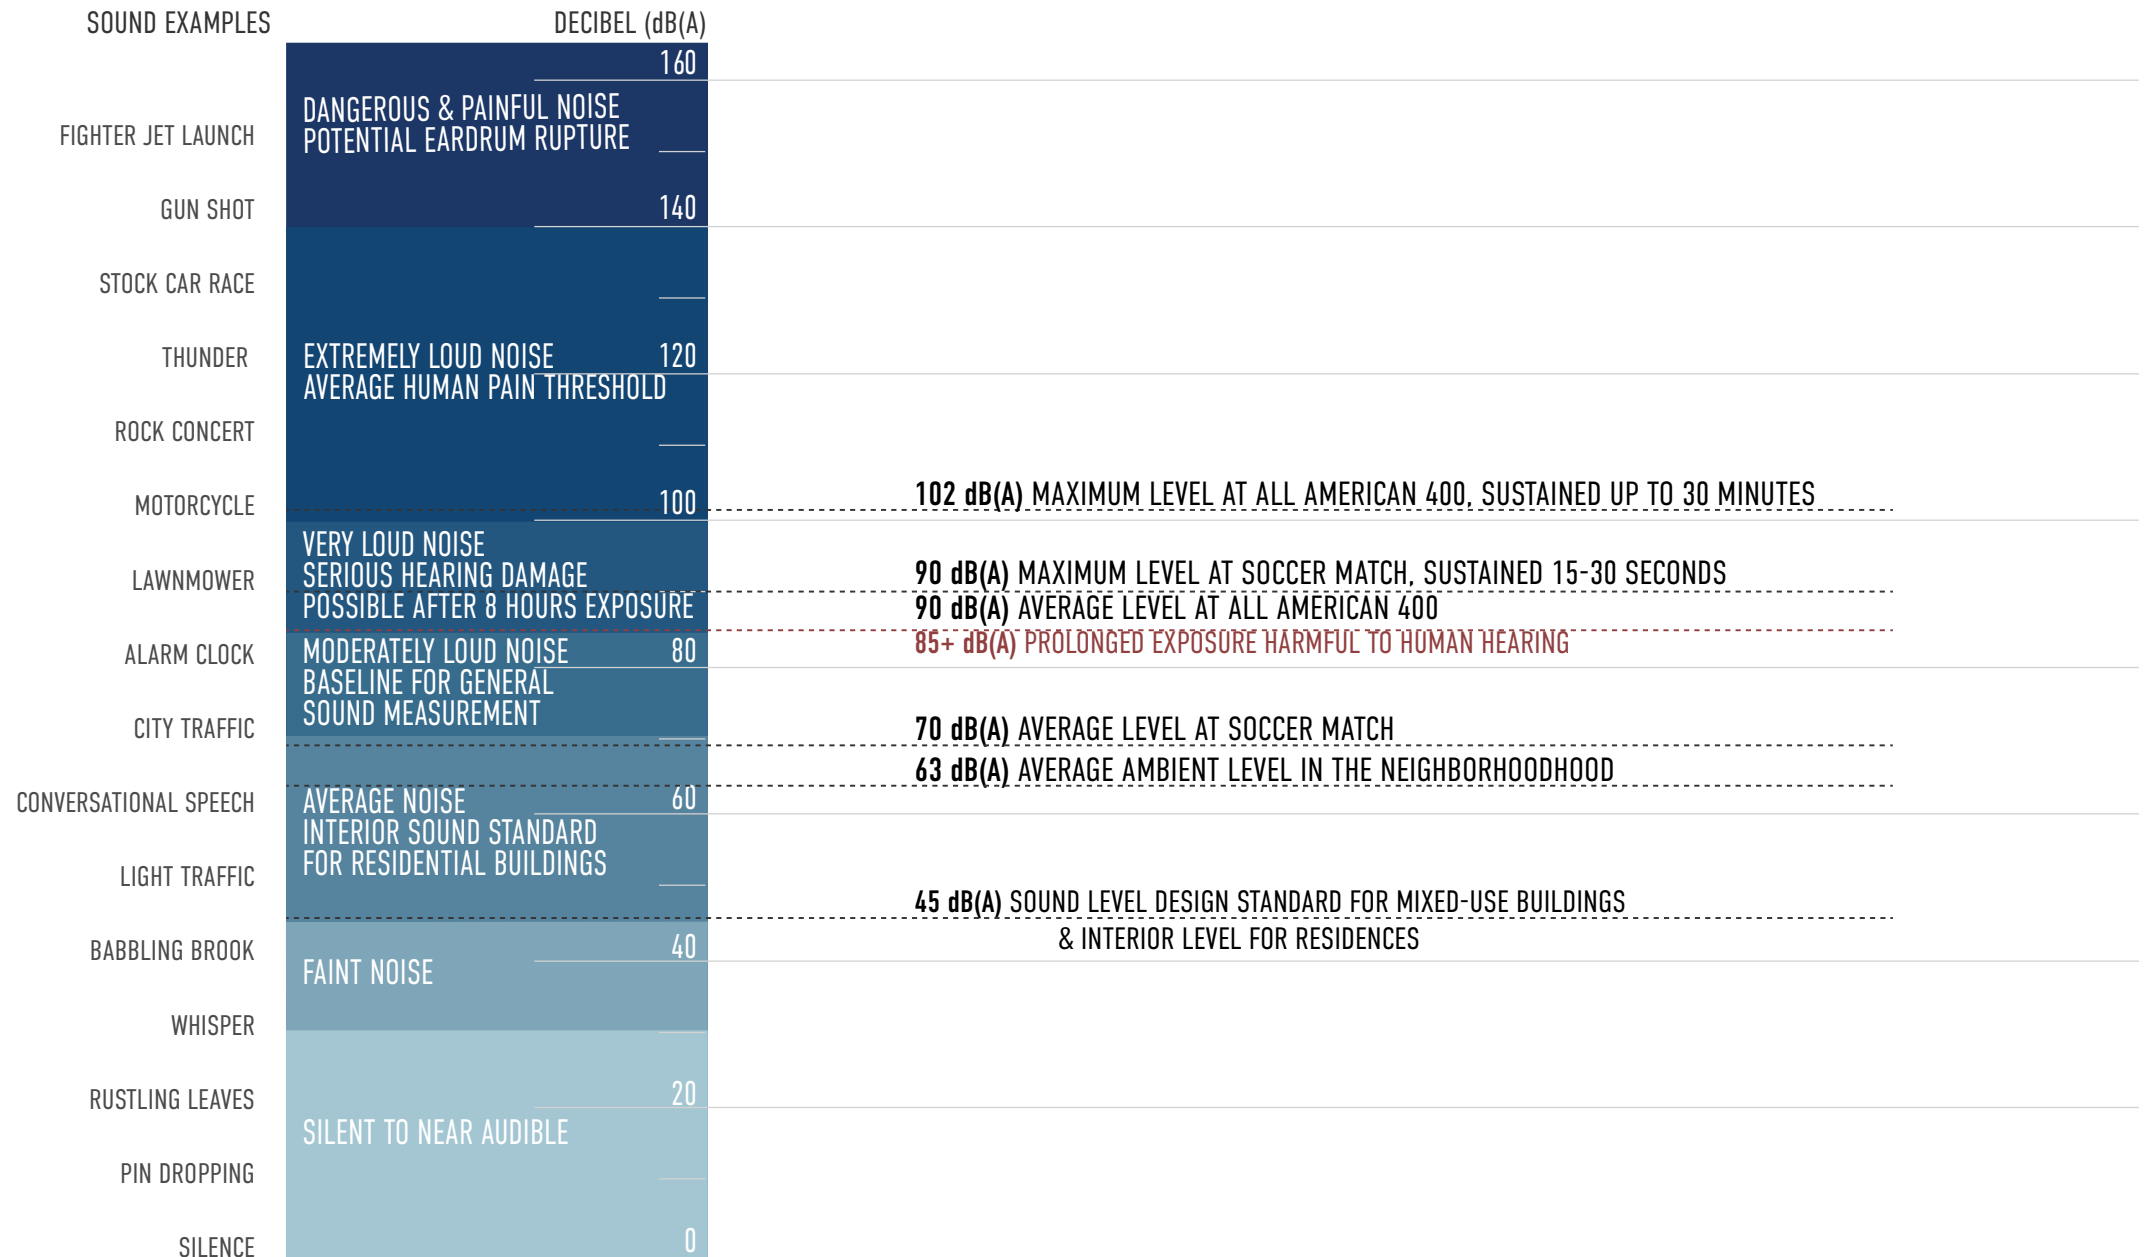 SOUND EXAMPLES
DECIBEL (dB(A)
160
DANGEROUS & PAINFUL NOISE
POTENTIAL EARDRUM RUPTURE
FIGHTER JET LAUNCH
GUN SHOT
140
STOCK CAR RACE
THUNDER
EXTREMELY LOUD NOISE
AVERAGE HUMAN PAIN THRESHOLD
120
ROCK CONCERT
MOTORCYCLE
100
102 dB(A) MAXIMUM LEVEL AT ALL AMERICAN 400, SUSTAINED UP TO 30 MINUTES
VERY LOUD NOISE
SERIOUS HEARING DAMAGE
POSSIBLE AFTER 8 HOURS EXPOSURE
LAWNMOWER
90 dB(A) MAXIMUM LEVEL AT SOCCER MATCH, SUSTAINED 15-30 SECONDS
90 dB(A) AVERAGE LEVEL AT ALL AMERICAN 400
85+ dB(A) PROLONGED EXPOSURE HARMFUL TO HUMAN HEARING
ALARM CLOCK
MODERATELY LOUD NOISE
BASELINE FOR GENERAL
SOUND MEASUREMENT
80
CITY TRAFFIC
70 dB(A) AVERAGE LEVEL AT SOCCER MATCH
63 dB(A) AVERAGE AMBIENT LEVEL IN THE NEIGHBORHOODHOOD
CONVERSATIONAL SPEECH
AVERAGE NOISE
INTERIOR SOUND STANDARD
FOR RESIDENTIAL BUILDINGS
60
LIGHT TRAFFIC
45 dB(A) SOUND LEVEL DESIGN STANDARD FOR MIXED-USE BUILDINGS
& INTERIOR LEVEL FOR RESIDENCES
BABBLING BROOK
40
FAINT NOISE
WHISPER
RUSTLING LEAVES
20
SILENT TO NEAR AUDIBLE
PIN DROPPING
SILENCE
0